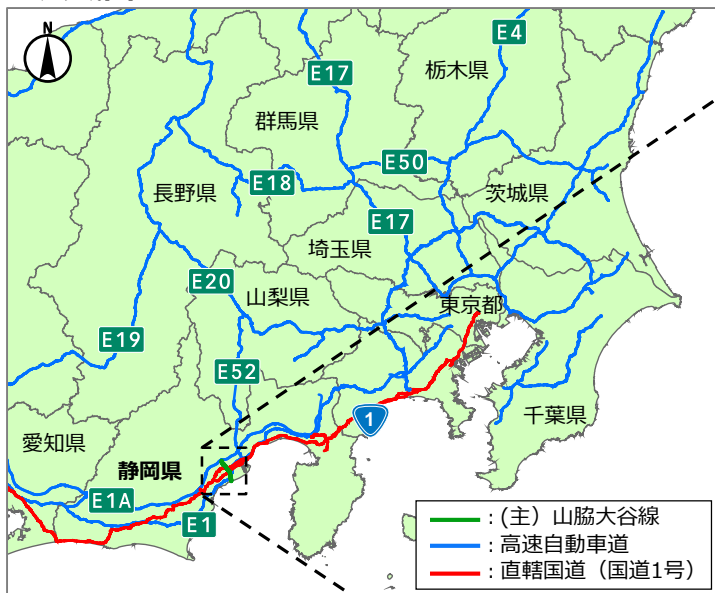 N
E4
E17
栃木県
群馬県
E50
長野県
E18
茨城県
E17
埼玉県
E20
山梨県
東京都
E19
E52
千葉県
1
愛知県
静岡県
E1A
E1
：(主）山脇大谷線
：高速自動車道
：直轄国道（国道1号）